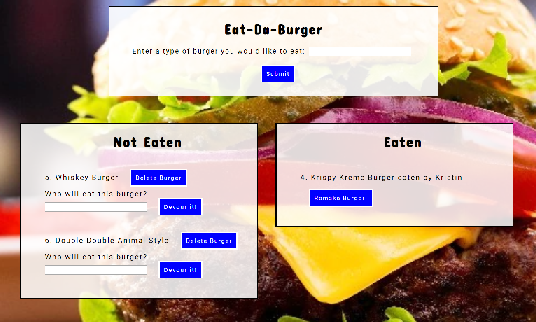 Eat-Da-Burger
Enter a type of burger you would like to eat:
Submit
Not Eaten
5. Whiskey Burger Delete Burger
Who will eat this burger?
Devour it!
6. Double Double Animal Style Delete Burger
Who will eat this burger?
Devour it!
Eaten
4. Krispy Kreme Burger eaten by Kristin
Remake Burger